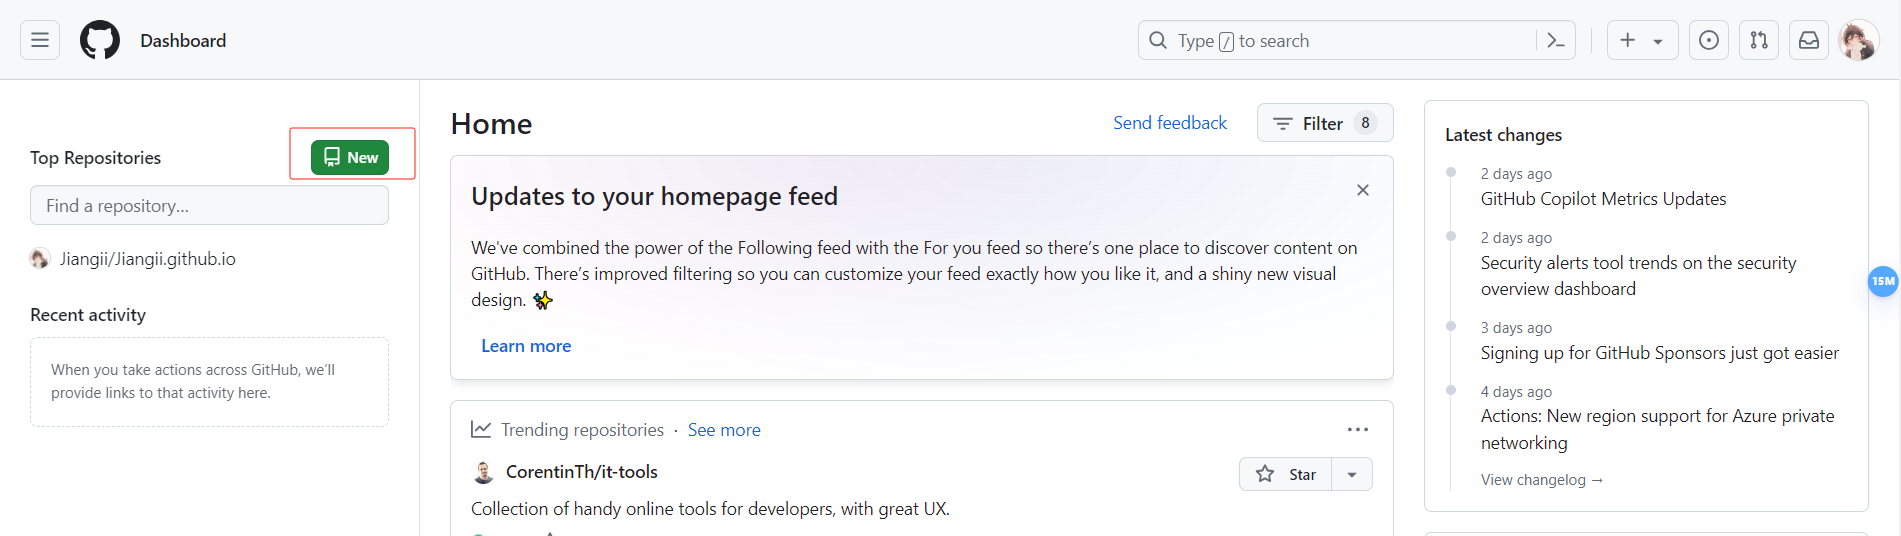 Dashboard
Type / to search
Top Repositories
New
Find a repository...
Jiangii/Jiangii.github.io
Recent activity
When you take actions across GitHub, we'll
provide links to that activity here.
Home
Send feedback
Filter 8
Updates to your homepage feed
We've combined the power of the Following feed with the For you feed so there's one place to discover content on
GitHub. There's improved filtering so you can customize your feed exactly how you like it, and a shiny new visual
design. ✨
Learn more
Trending repositories · See more
CorentinTh/it-tools
Star
Collection of handy online tools for developers, with great UX.
Latest changes
2 days ago
GitHub Copilot Metrics Updates
2 days ago
Security alerts tool trends on the security
overview dashboard
3 days ago
Signing up for GitHub Sponsors just got easier
4 days ago
Actions: New region support for Azure private
networking
View changelog →
15M